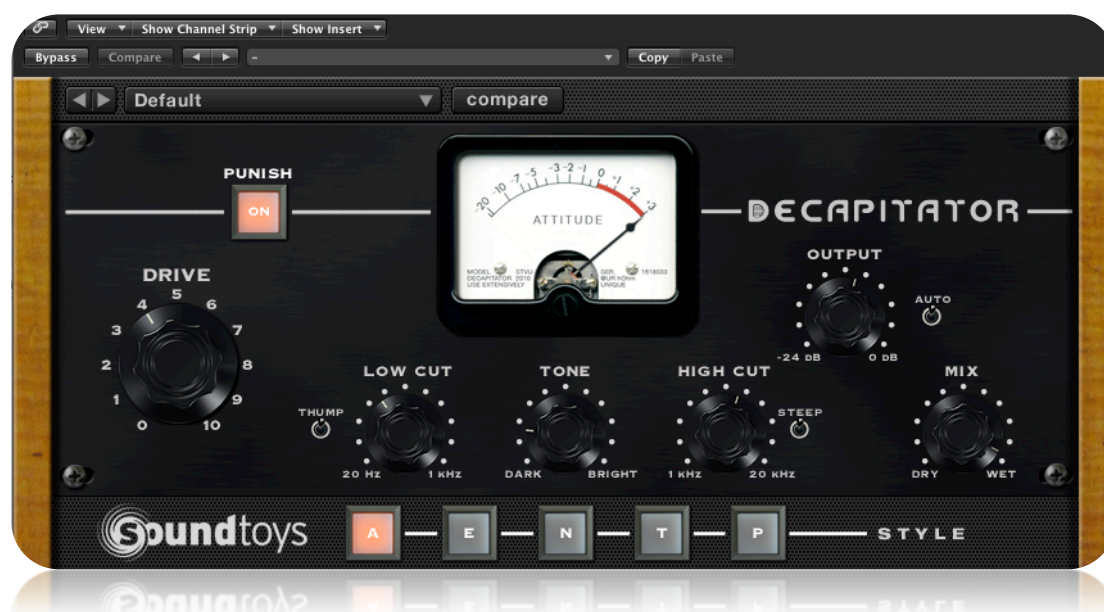 View Show Channel Strip Show Insert
Bypass Compare - Copy Paste
Default compare
PUNISH
ON
-20 -10 -7 -5 -3 -2 -1 0 +1 +2 +3
ATTITUDE
MODEL STVU
DECAPITATOR 2010
USE EXTENSIVELY
SER. 1618033
@UR hOhm
UNIQUE
DECAPITATOR
DRIVE
0 1 2 3 4 5 6 7 8 9 10
OUTPUT
-24 DB 0 DB
AUTO
THUMP
LOW CUT
20 HZ 1 KHZ
TONE
DARK BRIGHT
HIGH CUT
1 KHZ 20 KHZ
STEEP
MIX
DRY WET
soundtoys A E N T P STYLE